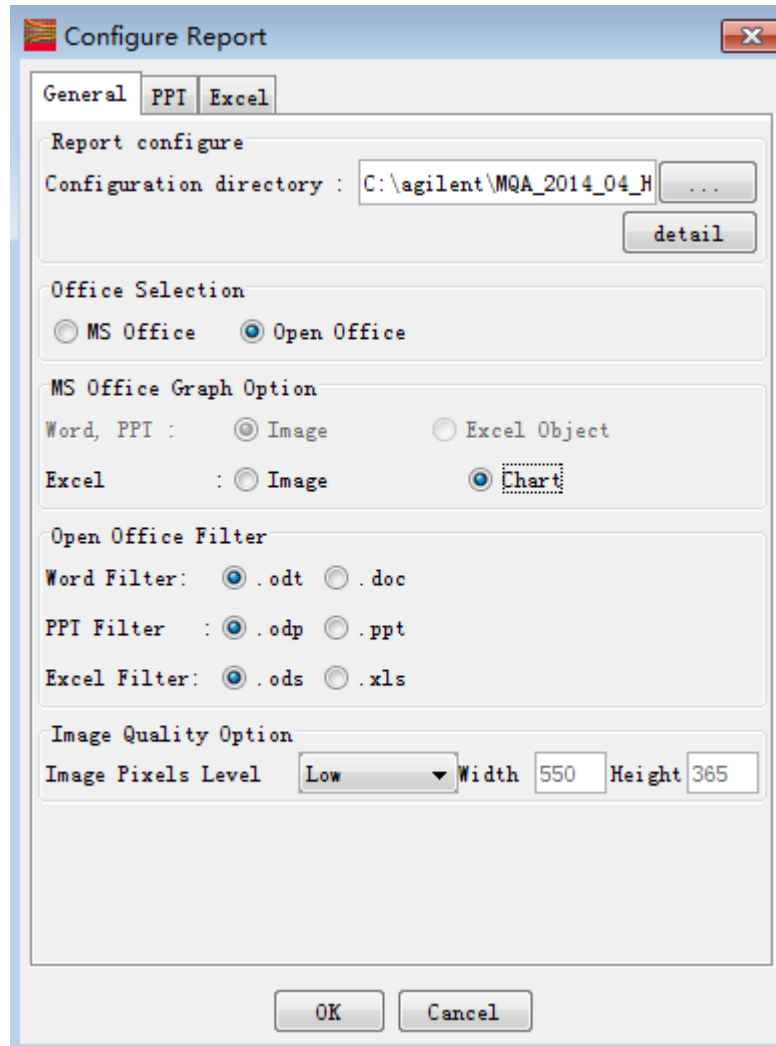 Configure Report
General PPT Excel
Report configure
Configuration directory : C:\agilent\MQA_2014_04_H ...
detail
Office Selection
MS Office Open Office
MS Office Graph Option
Word, PPT : Image Excel Object
Excel : Image Chart
Open Office Filter
Word Filter: .odt .doc
PPT Filter : .odp .ppt
Excel Filter: .ods .xls
Image Quality Option
Image Pixels Level Low Width 550 Height 365
OK Cancel